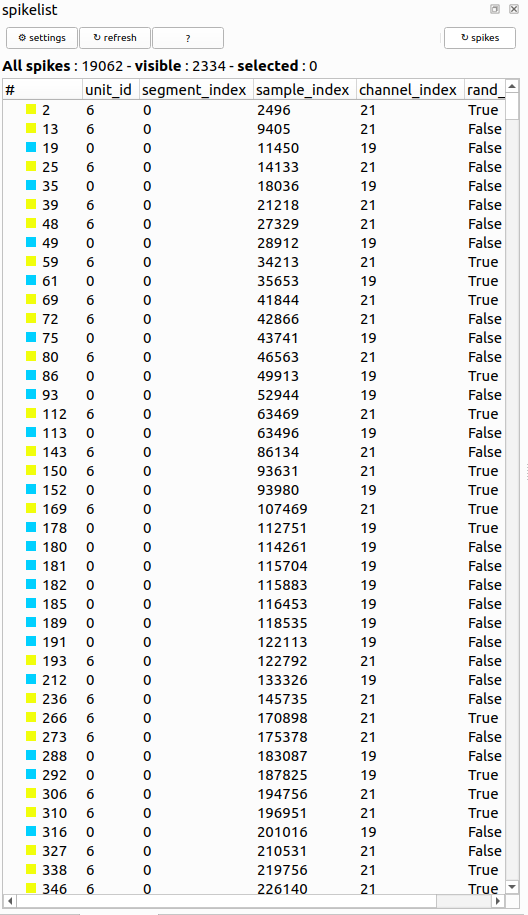 spikelist
⚙ settings ↻ refresh ? ↻ spikes
All spikes : 19062 - visible : 2334 - selected : 0
# unit_id segment_index sample_index channel_index rand_
2 6 0 2496 21 True
13 6 0 9405 21 False
19 0 0 11450 19 False
25 6 0 14133 21 False
35 0 0 18036 19 False
39 6 0 21218 21 False
48 6 0 27329 21 False
49 0 0 28912 19 False
59 6 0 34213 21 True
61 0 0 35653 19 True
69 6 0 41844 21 True
72 6 0 42866 21 False
75 0 0 43741 19 False
80 6 0 46563 21 False
86 0 0 49913 19 True
93 0 0 52944 19 False
112 6 0 63469 21 True
113 0 0 63496 19 False
143 6 0 86134 21 False
150 6 0 93631 21 True
152 0 0 93980 19 True
169 6 0 107469 21 True
178 0 0 112751 19 True
180 0 0 114261 19 False
181 0 0 115704 19 False
182 0 0 115883 19 False
185 0 0 116453 19 False
189 0 0 118535 19 False
191 0 0 122113 19 False
193 6 0 122792 21 False
212 0 0 133326 19 False
236 6 0 145735 21 False
266 6 0 170898 21 True
273 6 0 175378 21 False
288 0 0 183087 19 False
292 0 0 187825 19 True
306 6 0 194756 21 True
310 6 0 196951 21 True
316 0 0 201016 19 False
327 6 0 210531 21 False
338 6 0 219756 21 True
346 6 0 226140 21 True